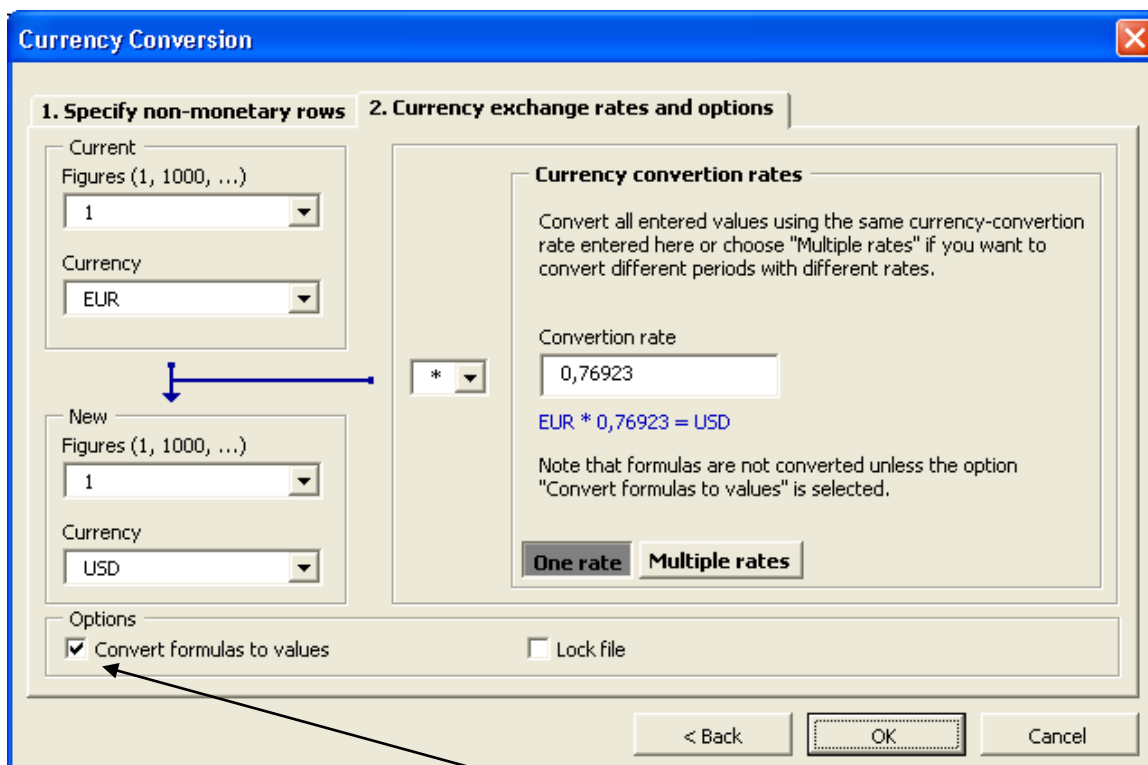 Currency Conversion
1. Specify non-monetary rows
2. Currency exchange rates and options
Current
Figures (1, 1000, ...)
1
Currency
EUR
New
Figures (1, 1000, ...)
1
Currency
USD
*
Currency convertion rates
Convert all entered values using the same currency-convertion
rate entered here or choose "Multiple rates" if you want to
convert different periods with different rates.
Convertion rate
0,76923
EUR * 0,76923 = USD
Note that formulas are not converted unless the option
"Convert formulas to values" is selected.
One rate
Multiple rates
Options
Convert formulas to values
Lock file
< Back
OK
Cancel